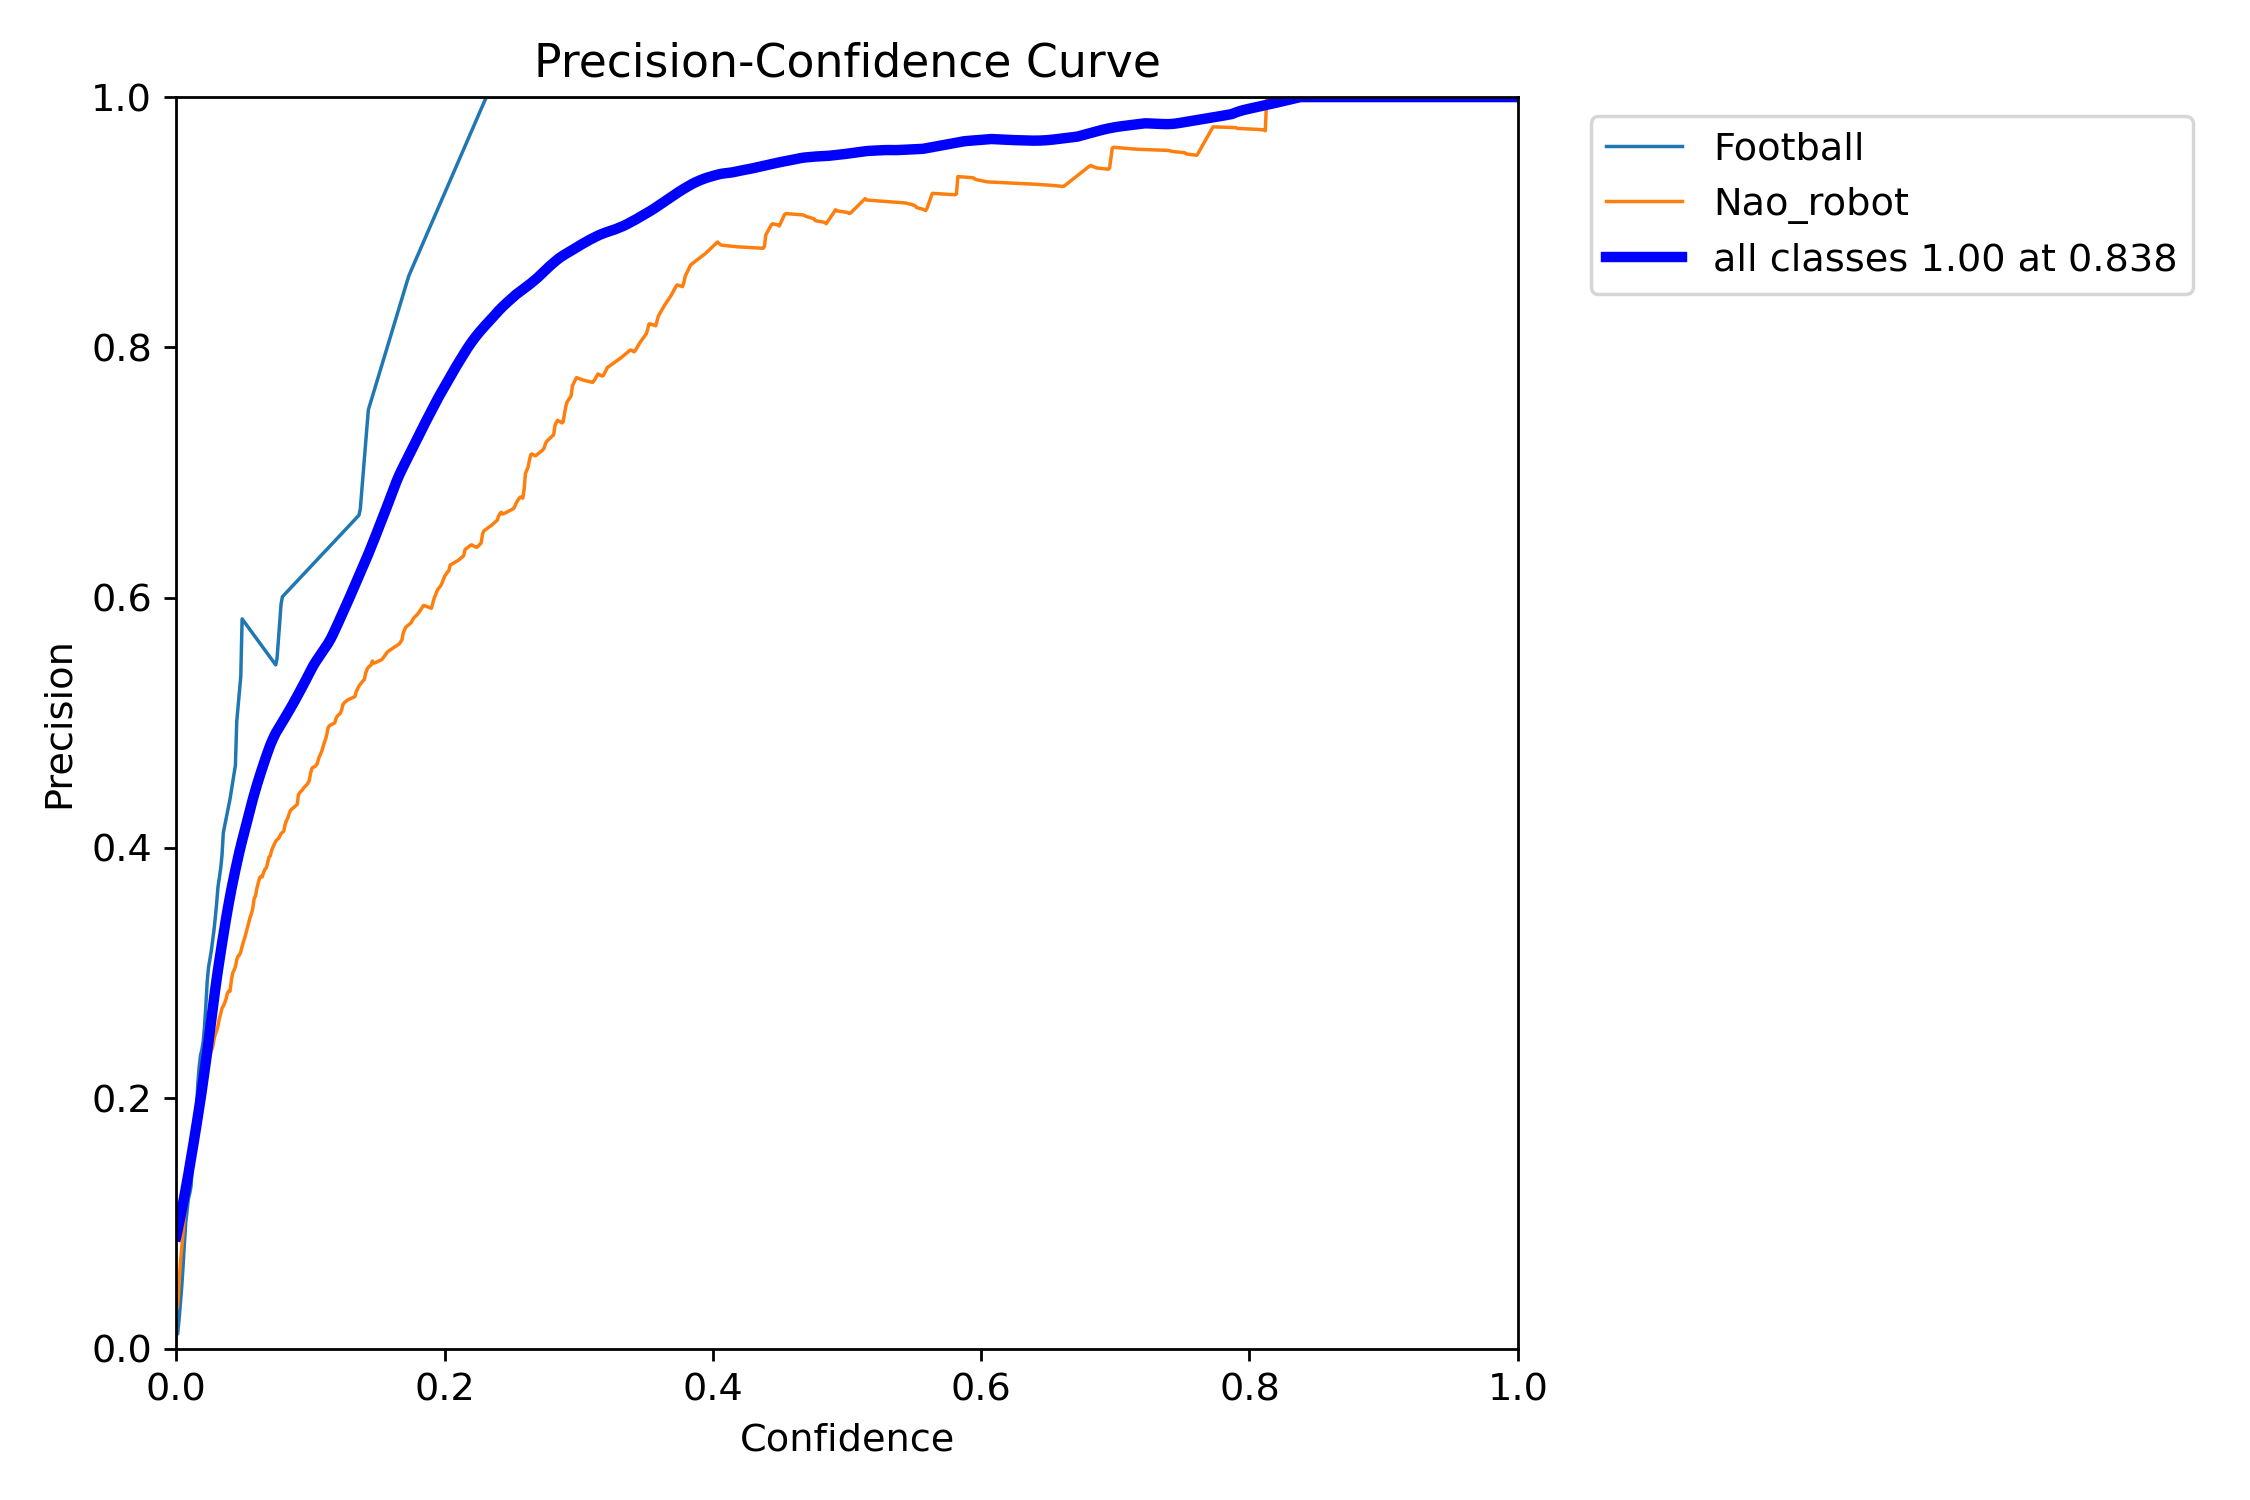 Precision-Confidence Curve
1.0
0.8
0.6
0.4
0.2
0.0
Precision
0.0 0.2 0.4 0.6 0.8 1.0
Confidence
Football
Nao_robot
all classes 1.00 at 0.838